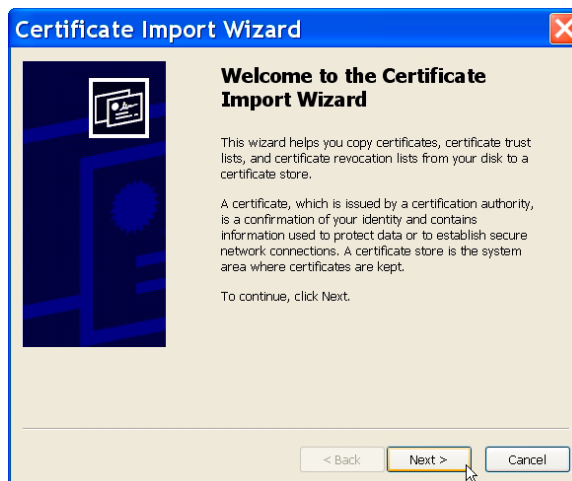 Certificate Import Wizard
Welcome to the Certificate
Import Wizard
This wizard helps you copy certificates, certificate trust
lists, and certificate revocation lists from your disk to a
certificate store.
A certificate, which is issued by a certification authority,
is a confirmation of your identity and contains
information used to protect data or to establish secure
network connections. A certificate store is the system
area where certificates are kept.
To continue, click Next.
< Back Next > Cancel